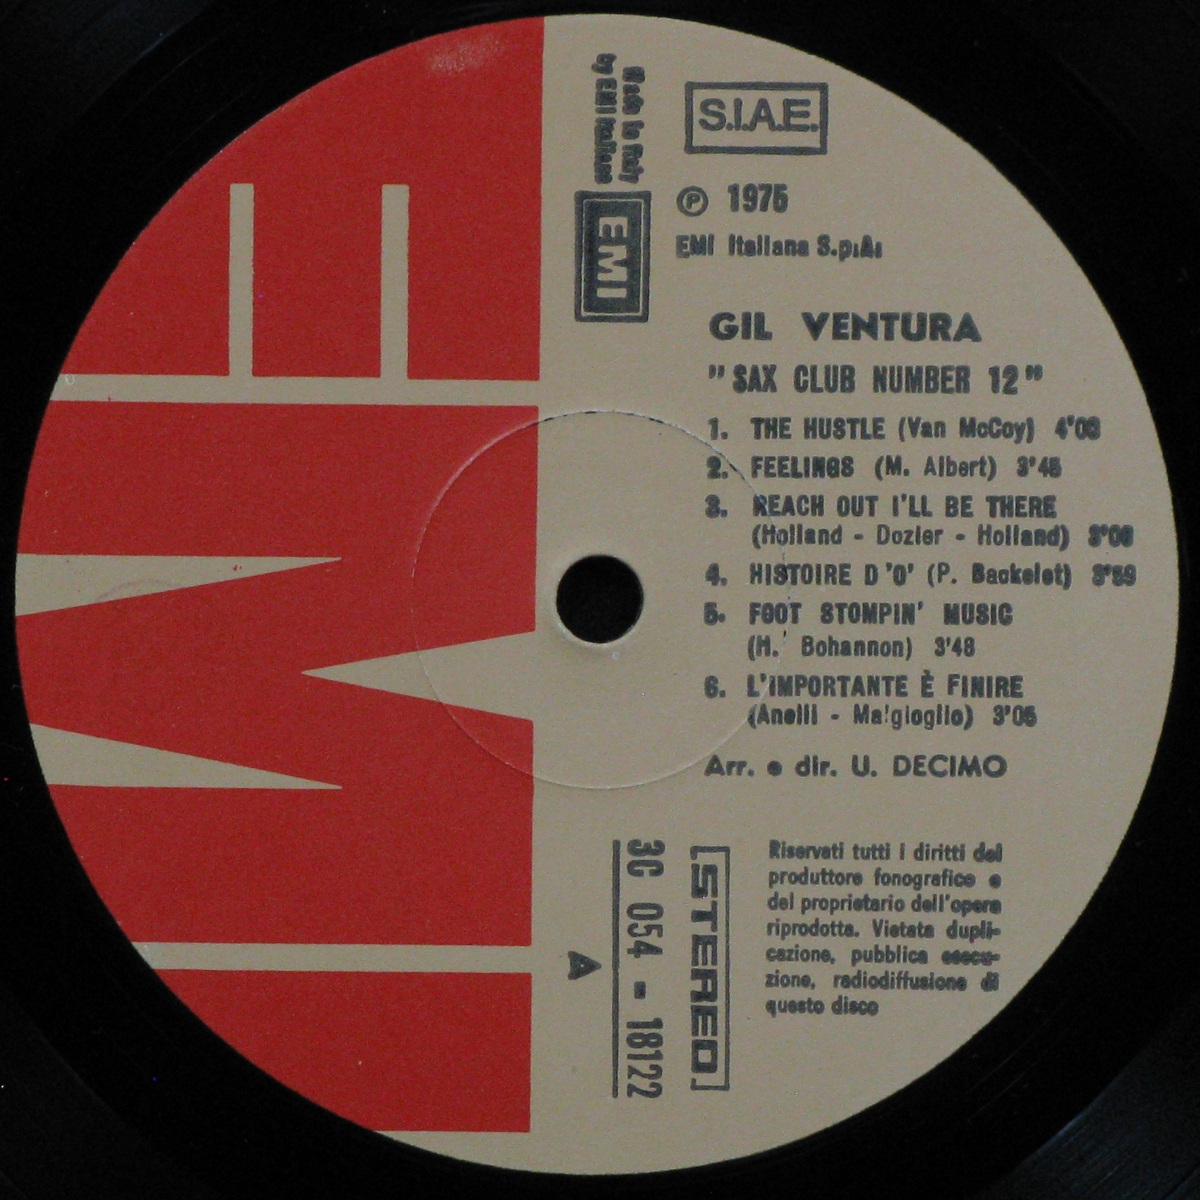 S.I.A.E.
Made in Italy
by EMI Italiana
EMI
℗ 1975
EMI Italiana S.p.A.
GIL VENTURA
"SAX CLUB NUMBER 12"
1. THE HUSTLE (Van McCoy) 4'08
2. FEELINGS (M. Albert) 3'45
3. REACH OUT I'LL BE THERE
(Holland - Dozier - Holland) 3'08
4. HISTOIRE D'O' (P. Backelet) 3'59
5. FOOT STOMPIN' MUSIC
(H. Bohannon) 3'48
6. L'IMPORTANTE È FINIRE
(Anelli - Malgioglio) 3'05
Arr. e dir. U. DECIMO
STEREO
3C 054 - 18122
A
Riservati tutti i diritti del
produttore fonografico e
del proprietario dell'opera
riprodotta. Vietata dupli-
cazione, pubblica esecu-
zione, radiodiffusione di
questo disco
EMI